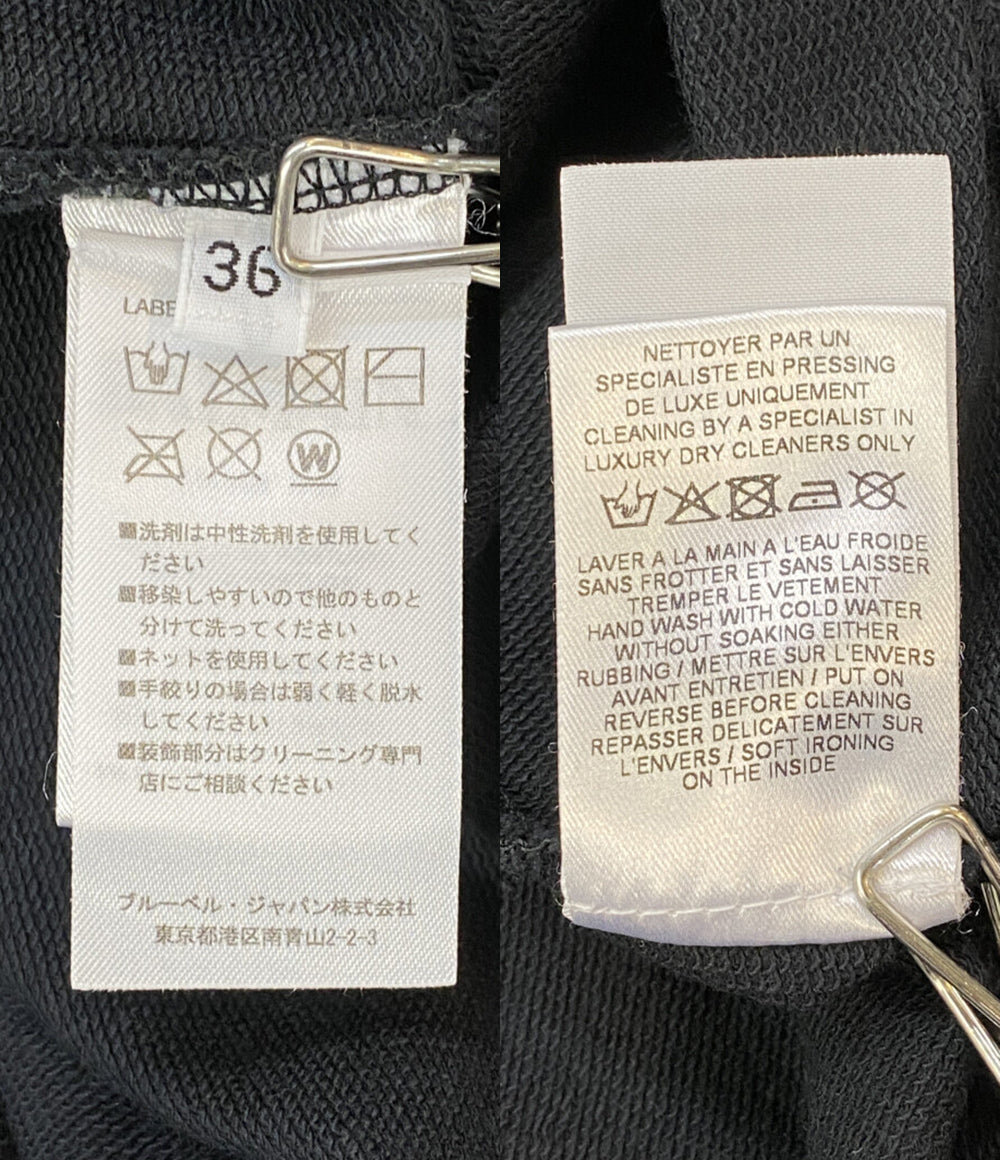 36
LABE
W
■洗剤は中性洗剤を使用してく
ださい
■移染しやすいので他のものと
分けて洗ってください
■ネットを使用してください
■手絞りの場合は弱く軽く脱水
してください
■装飾部分はクリーニング専門
店にご相談ください
ブルーベル・ジャパン株式会社
東京都港区南青山2-2-3
NETTOYER PAR UN
SPECIALISTE EN PRESSING
DE LUXE UNIQUEMENT
CLEANING BY A SPECIALIST IN
LUXURY DRY CLEANERS ONLY
LAVER A LA MAIN A L'EAU FROIDE
SANS FROTTER ET SANS LAISSER
TREMPER LE VETEMENT
HAND WASH WITH COLD WATER
WITHOUT SOAKING EITHER
RUBBING / METTRE SUR L'ENVERS
AVANT ENTRETIEN / PUT ON
REVERSE BEFORE CLEANING
REPASSER DELICATEMENT SUR
L'ENVERS / SOFT IRONING
ON THE INSIDE